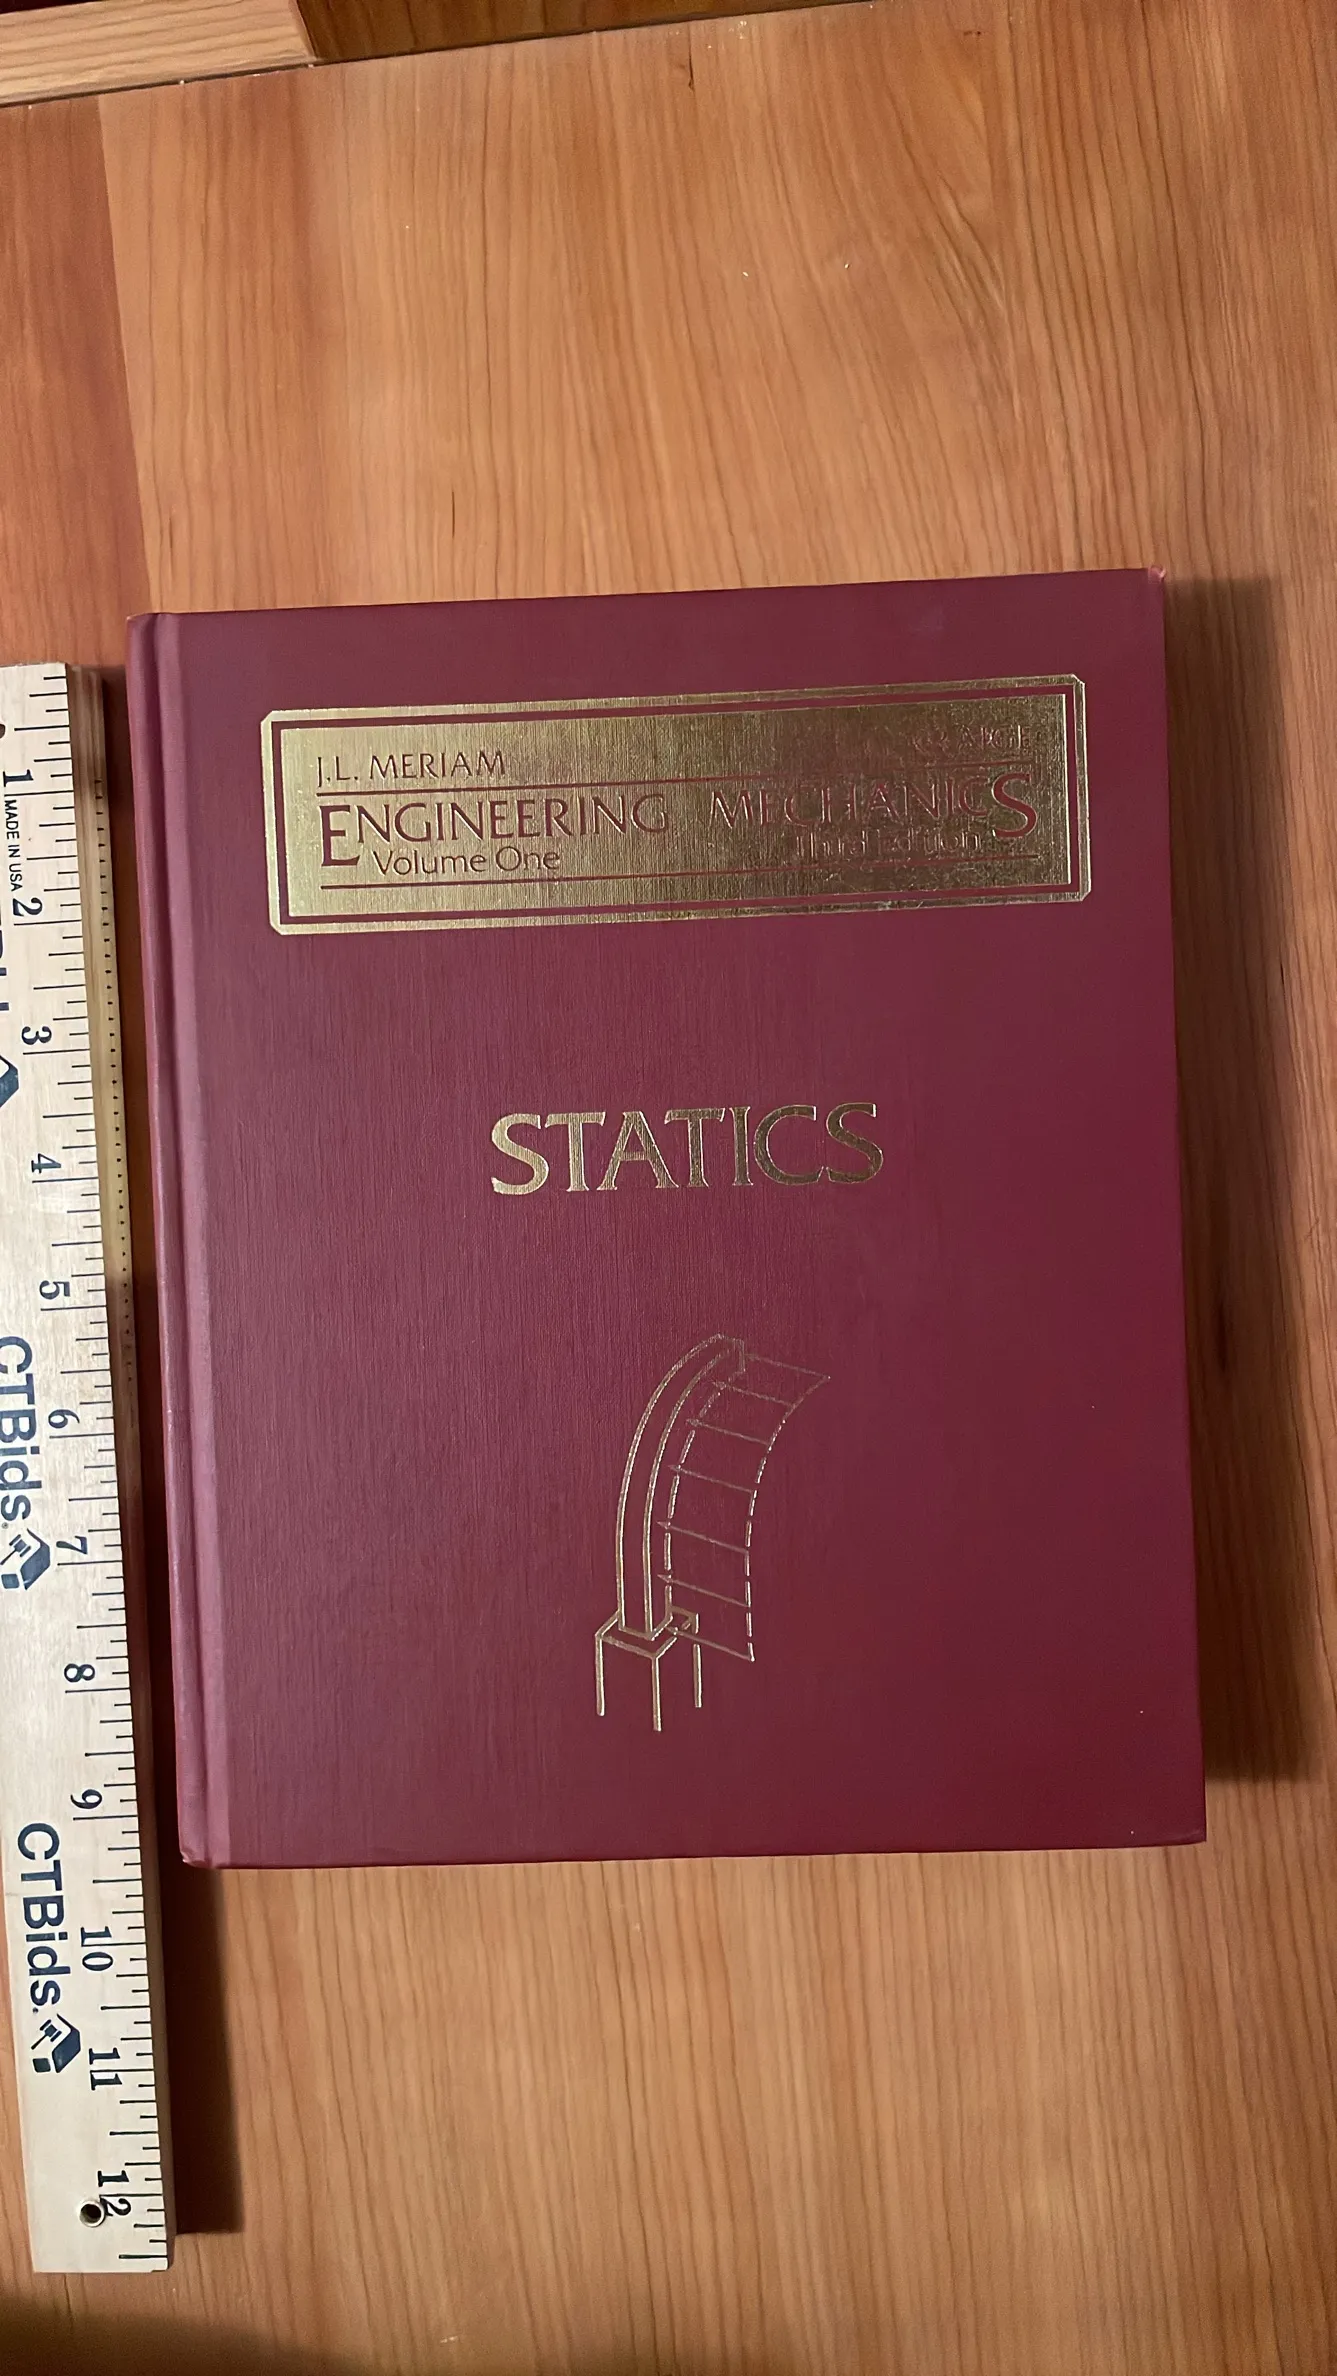 J.L. MERIAM
L.G. KRAIGE
ENGINEERING MECHANICS
Volume One
Third Edition
STATICS
1
MADE IN USA
2
3
4
5
6
7
8
9
10
11
12
CTBids
CTBids